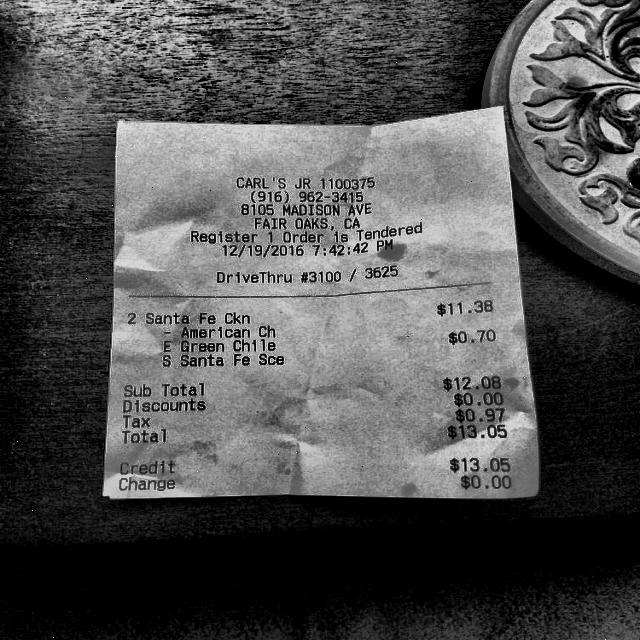 CARL'S JR 1100375
(916) 962-3415
8105 MADISON AVE
FAIR OAKS, CA
Register 1 Order is Tendered
12/19/2016 7:42:42 PM
DriveThru #3100 / 3625
2 Santa Fe Ckn $11.38
- American Ch
E Green Chile $0.70
S Santa Fe Sce
Sub Total $12.08
Discounts $0.00
Tax $0.97
Total $13.05
Credit $13.05
Change $0.00